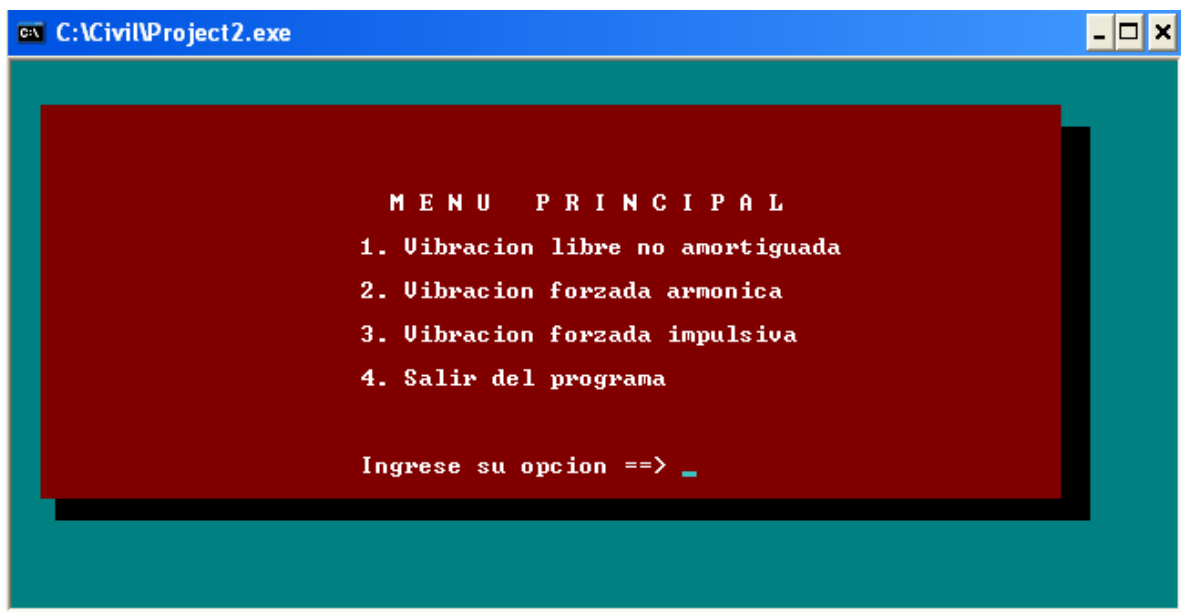 C:\Civil\Project2.exe
M E N U   P R I N C I P A L
1. Vibracion libre no amortiguada
2. Vibracion forzada armonica
3. Vibracion forzada impulsiva
4. Salir del programa
Ingrese su opcion ==> _